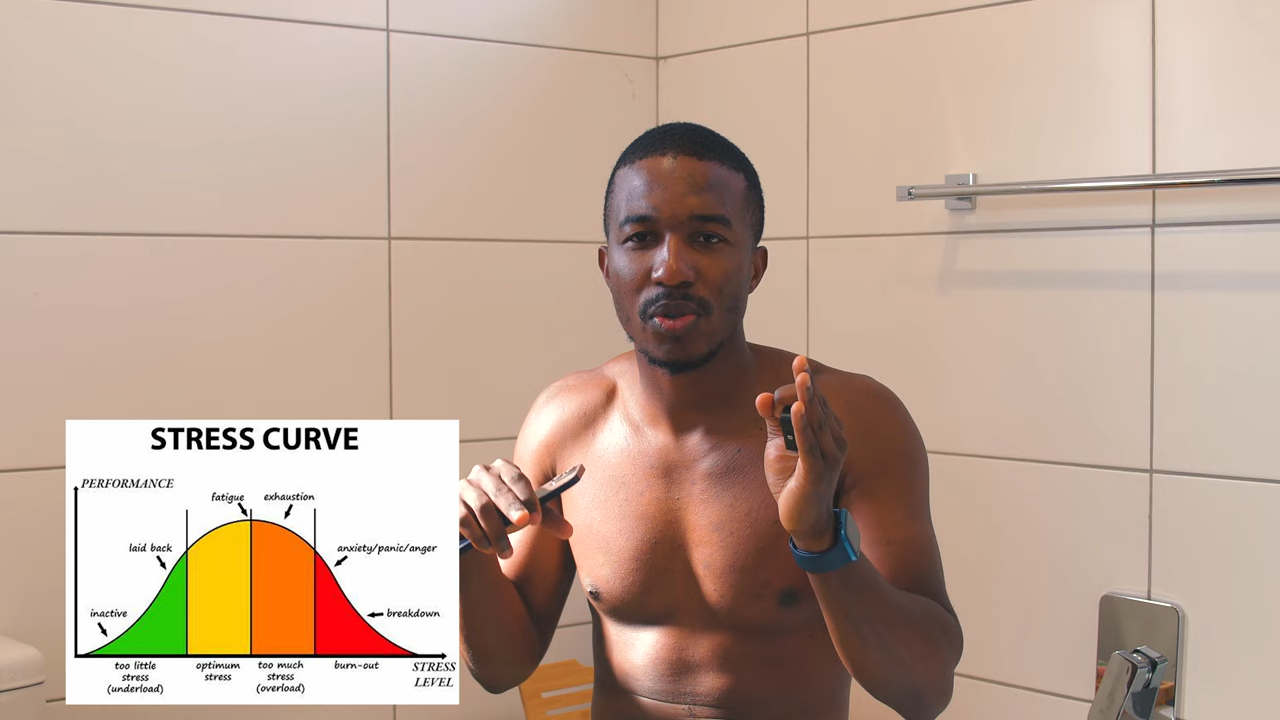 STRESS CURVE
PERFORMANCE
fatigue
exhaustion
laid back
anxiety/panic/anger
inactive
breakdown
too little
stress
(underload)
optimum
stress
too much
stress
(overload)
burn-out
STRESS
LEVEL